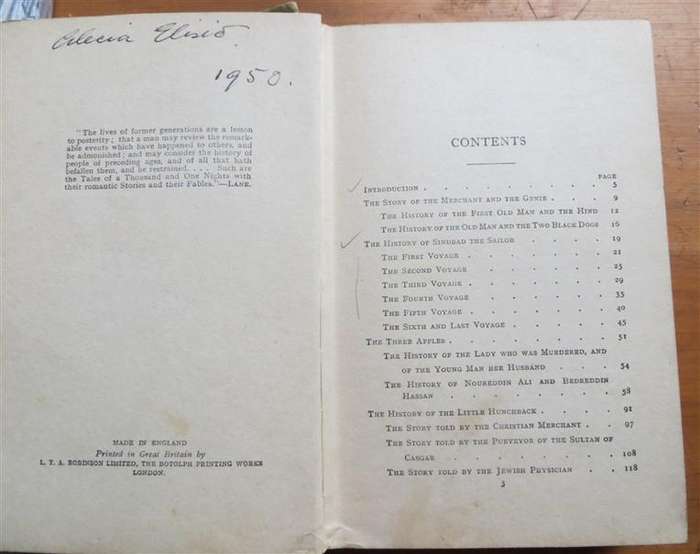 Elisio
1950.
"The lives of former generations are a lesson
to posterity; that a man may review the remark-
able events which have happened to others, and
be admonished; and may consider the history of
people of preceding ages, and of all that hath
befallen them, and be restrained. . . . Such are
the Tales of a Thousand and One Nights with
their romantic Stories and their Fables."—LANE.
MADE IN ENGLAND
Printed in Great Britain by
L. T. A. ROBINSON LIMITED, THE BOTOLPH PRINTING WORKS
LONDON.
CONTENTS
PAGE
INTRODUCTION . . . . . . . . 5
THE STORY OF THE MERCHANT AND THE GENIE . . 9
THE HISTORY OF THE FIRST OLD MAN AND THE HIND 12
THE HISTORY OF THE OLD MAN AND THE TWO BLACK DOGS 16
THE HISTORY OF SINDBAD THE SAILOR . . . . 19
THE FIRST VOYAGE . . . . . . 21
THE SECOND VOYAGE . . . . . 25
THE THIRD VOYAGE . . . . . . 29
THE FOURTH VOYAGE . . . . . 35
THE FIFTH VOYAGE . . . . . . 40
THE SIXTH AND LAST VOYAGE . . . . 45
THE THREE APPLES . . . . . . . 51
THE HISTORY OF THE LADY WHO WAS MURDERED, AND
OF THE YOUNG MAN HER HUSBAND . . . 54
THE HISTORY OF NOUREDDIN ALI AND BEDREDDIN
HASSAN . . . . . . . 58
THE HISTORY OF THE LITTLE HUNCHBACK . . . . 91
THE STORY TOLD BY THE CHRISTIAN MERCHANT . . 97
THE STORY TOLD BY THE PURVEYOR OF THE SULTAN OF
CASGAR . . . . . . . 108
THE STORY TOLD BY THE JEWISH PHYSICIAN . . 118
3